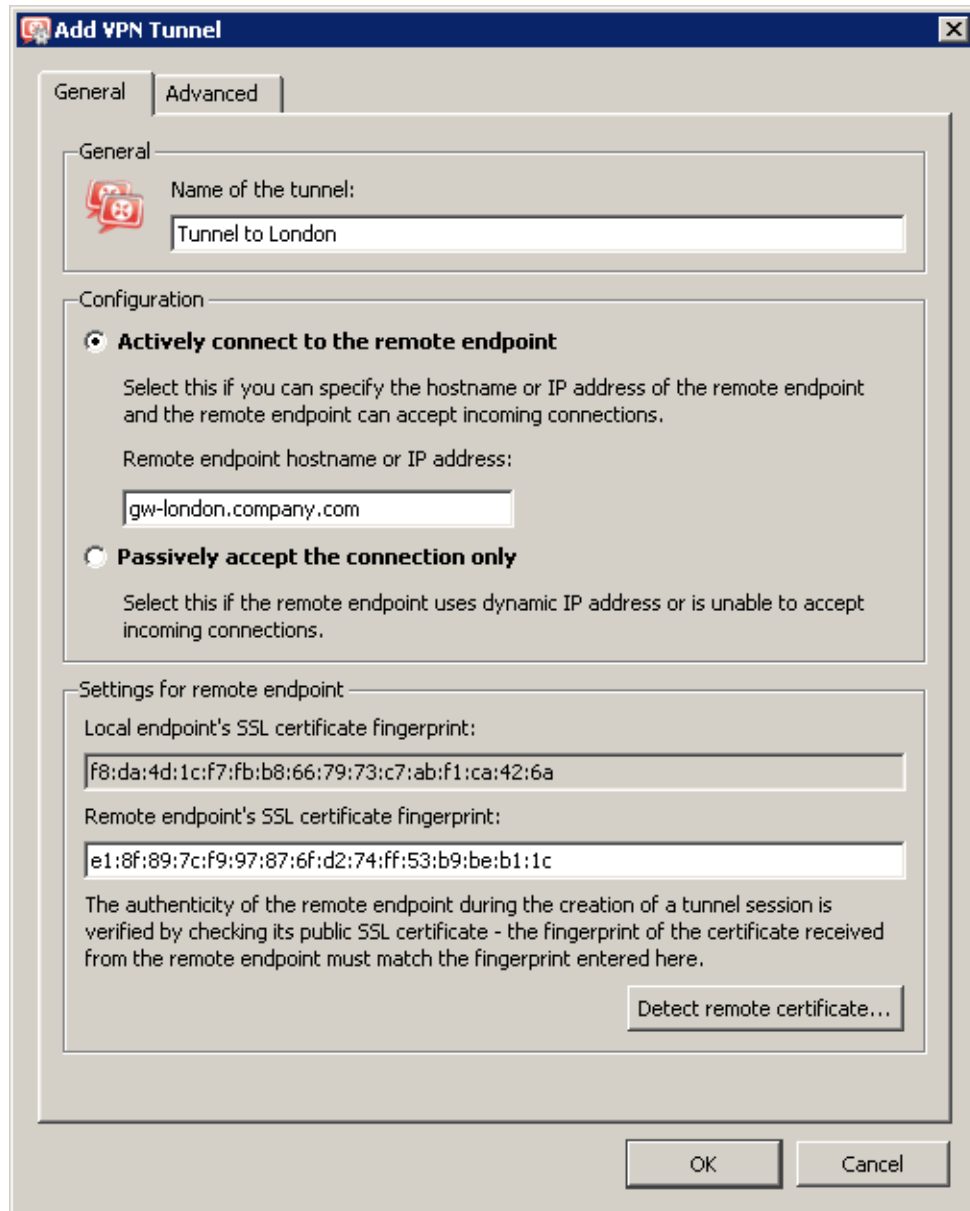 Add VPN Tunnel
General
Advanced
General
Name of the tunnel:
Tunnel to London
Configuration
Actively connect to the remote endpoint
Select this if you can specify the hostname or IP address of the remote endpoint
and the remote endpoint can accept incoming connections.
Remote endpoint hostname or IP address:
gw-london.company.com
Passively accept the connection only
Select this if the remote endpoint uses dynamic IP address or is unable to accept
incoming connections.
Settings for remote endpoint
Local endpoint's SSL certificate fingerprint:
f8:da:4d:1c:f7:fb:b8:66:79:73:c7:ab:f1:ca:42:6a
Remote endpoint's SSL certificate fingerprint:
e1:8f:89:7c:f9:97:87:6f:d2:74:ff:53:b9:be:b1:1c
The authenticity of the remote endpoint during the creation of a tunnel session is
verified by checking its public SSL certificate - the fingerprint of the certificate received
from the remote endpoint must match the fingerprint entered here.
Detect remote certificate...
OK
Cancel